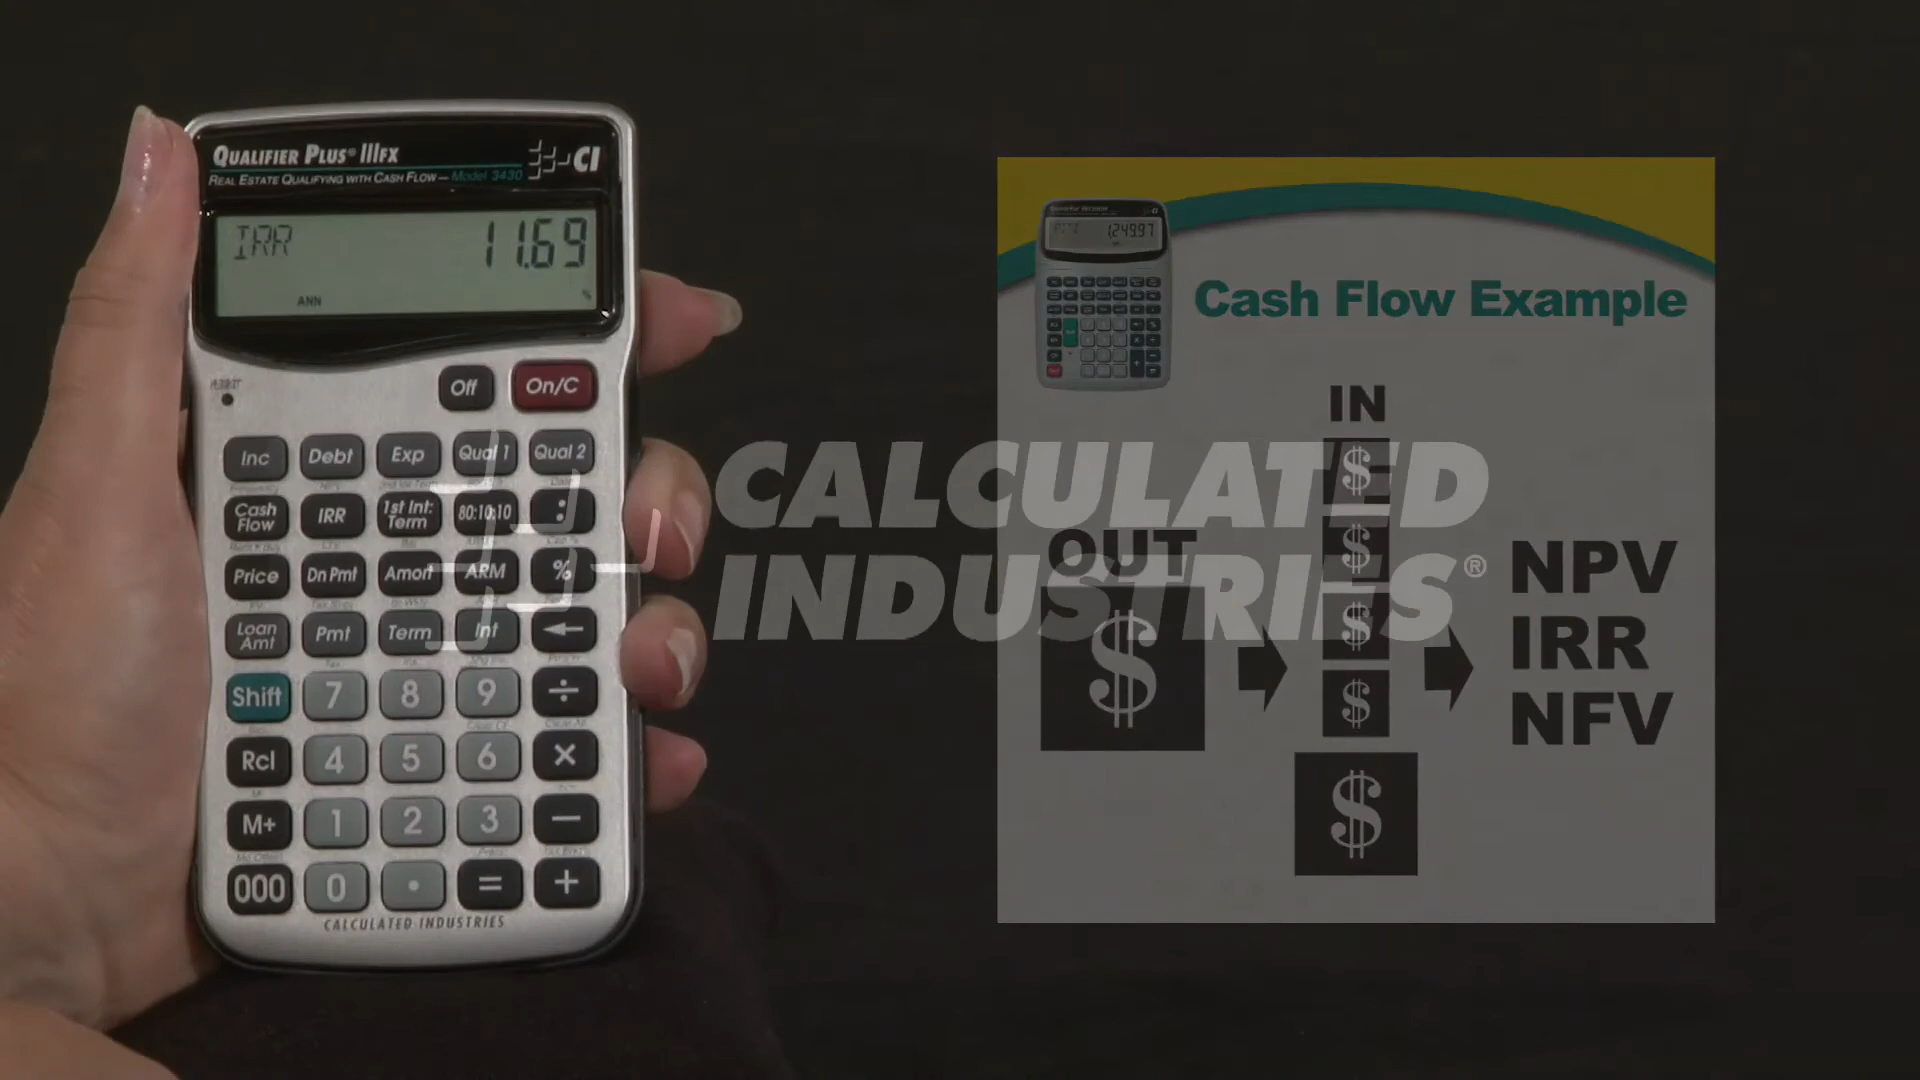 QUALIFIER PLUS® IIIFX
CI
REAL ESTATE QUALIFYING WITH CASH FLOW — Model 3430
IRR 11.69
ANN %
Off On/C
Inc Debt Exp Qual 1 Qual 2
Cash Flow IRR 1st Int: Term 80:10:10 :
Price Dn Pmt Amort ARM %
Loan Amt Pmt Term Int ←
Shift 7 8 9 ÷
Rcl 4 5 6 ×
M+ 1 2 3 −
000 0 . = +
CALCULATED INDUSTRIES
CALCULATED
INDUSTRIES®
1,249.97
Cash Flow Example
IN
$
$
$
$
$
OUT
$
NPV
IRR
NFV